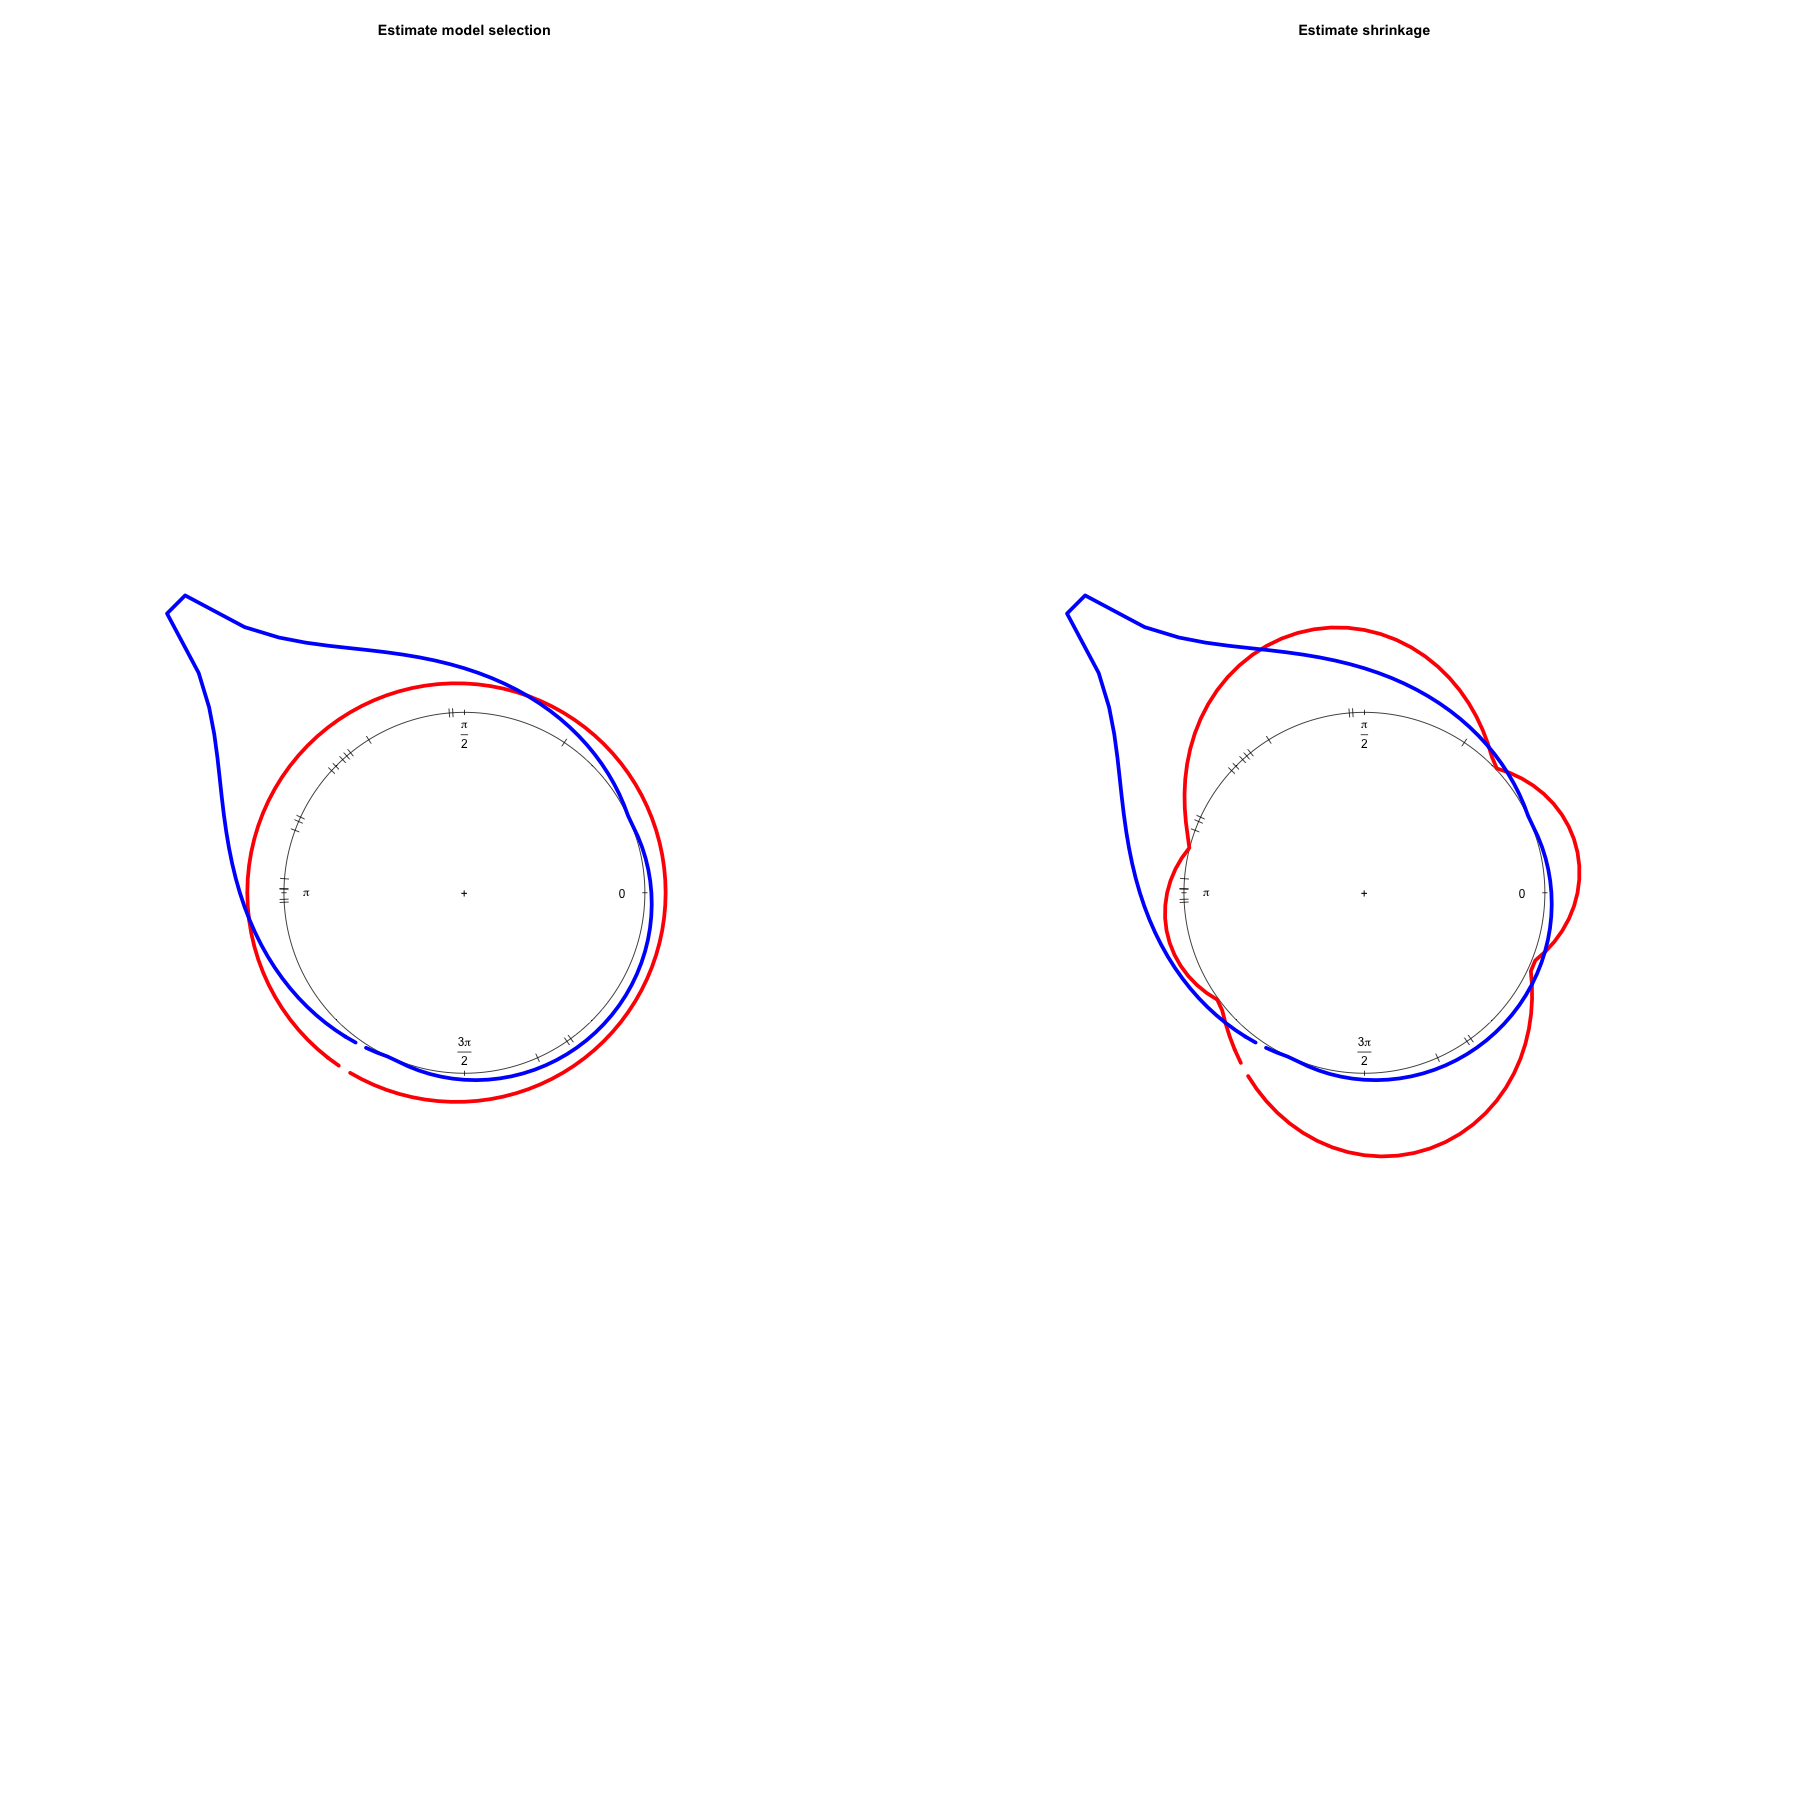 Estimate model selection
Estimate shrinkage
π
2
π
+
0
3π
2
π
2
π
+
0
3π
2